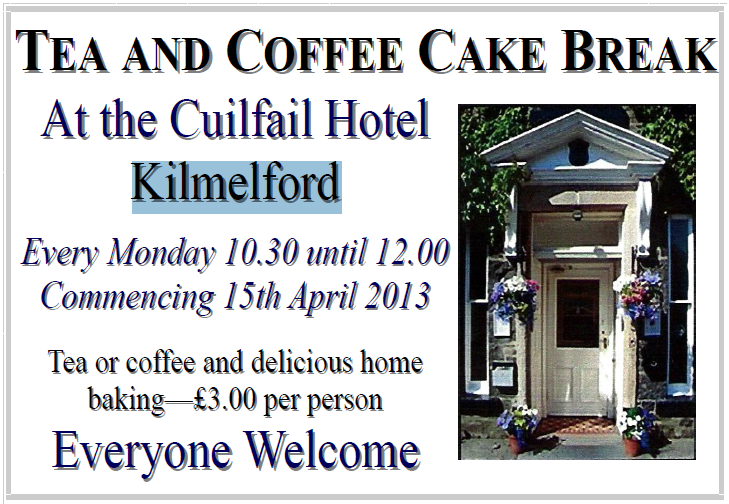 TEA AND COFFEE CAKE BREAK
At the Cuilfail Hotel
Kilmelford
Every Monday 10.30 until 12.00
Commencing 15th April 2013
Tea or coffee and delicious home
baking—£3.00 per person
Everyone Welcome